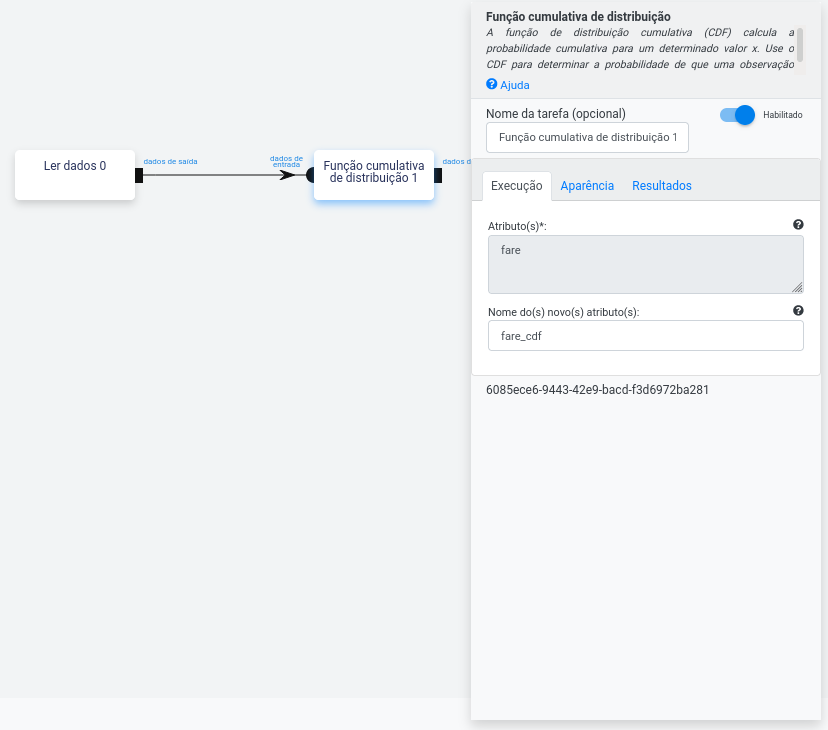 Ler dados 0
dados de saída
dados de
entrada
Função cumulativa
de distribuição 1
dados d
Função cumulativa de distribuição
A função de distribuição cumulativa (CDF) calcula a
probabilidade cumulativa para um determinado valor x. Use o
CDF para determinar a probabilidade de que uma observação
Ajuda
Nome da tarefa (opcional)
Habilitado
Função cumulativa de distribuição 1
Execução Aparência Resultados
Atributo(s)*:
fare
Nome do(s) novo(s) atributo(s):
fare_cdf
6085ece6-9443-42e9-bacd-f3d6972ba281